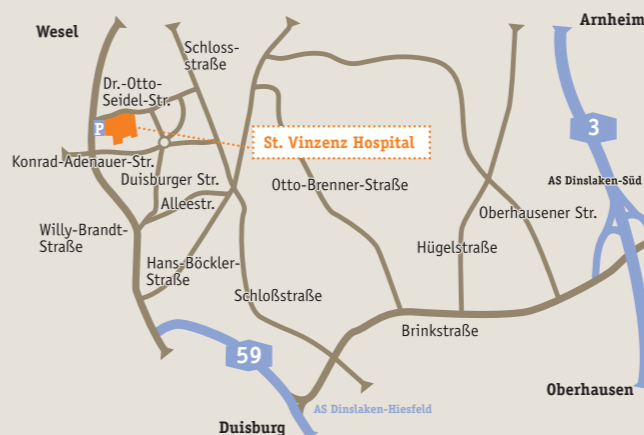 Wesel
Arnheim
Schloss-
straße
Dr.-Otto-
Seidel-Str.
P
St. Vinzenz Hospital
3
Konrad-Adenauer-Str.
Duisburger Str.
Otto-Brenner-Straße
AS Dinslaken-Süd
Alleestr.
Oberhausener Str.
Willy-Brandt-
Straße
Hügelstraße
Hans-Böckler-
Straße
Schloßstraße
Brinkstraße
59
Oberhausen
AS Dinslaken-Hiesfeld
Duisburg